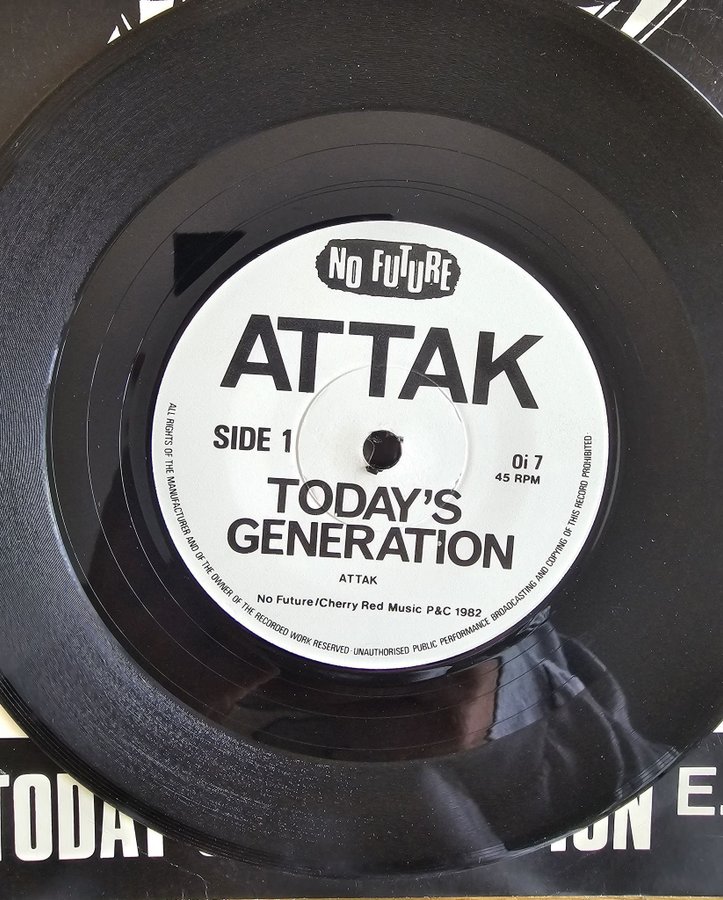 NO FUTURE
ATTAK
SIDE 1
Oi 7
45 RPM
TODAY'S
GENERATION
ATTAK
No Future/Cherry Red Music P&C 1982
ALL RIGHTS OF THE MANUFACTURER AND OF THE OWNER OF THE RECORDED WORK RESERVED · UNAUTHORISED PUBLIC PERFORMANCE BROADCASTING AND COPYING OF THIS RECORD PROHIBITED
TODAY
ION E.